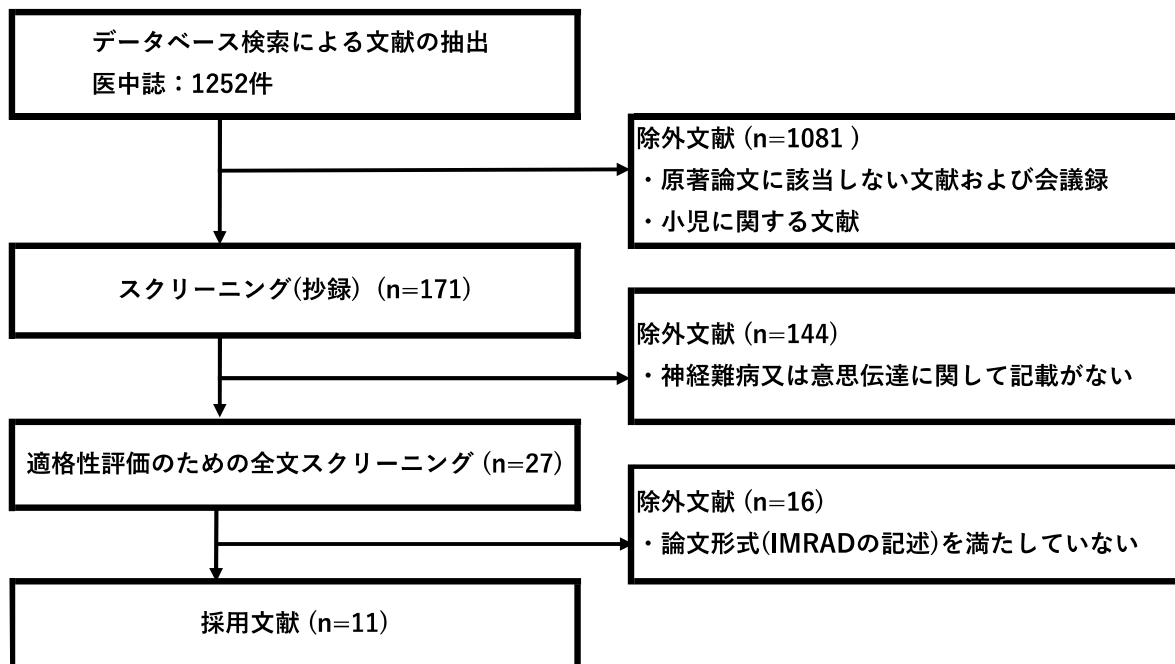 データベース検索による文献の抽出
医中誌：1252件
除外文献 (n=1081 )
・原著論文に該当しない文献および会議録
・小児に関する文献
スクリーニング(抄録) (n=171)
除外文献 (n=144)
・神経難病又は意思伝達に関して記載がない
適格性評価のための全文スクリーニング (n=27)
除外文献 (n=16)
・論文形式(IMRADの記述)を満たしていない
採用文献 (n=11)